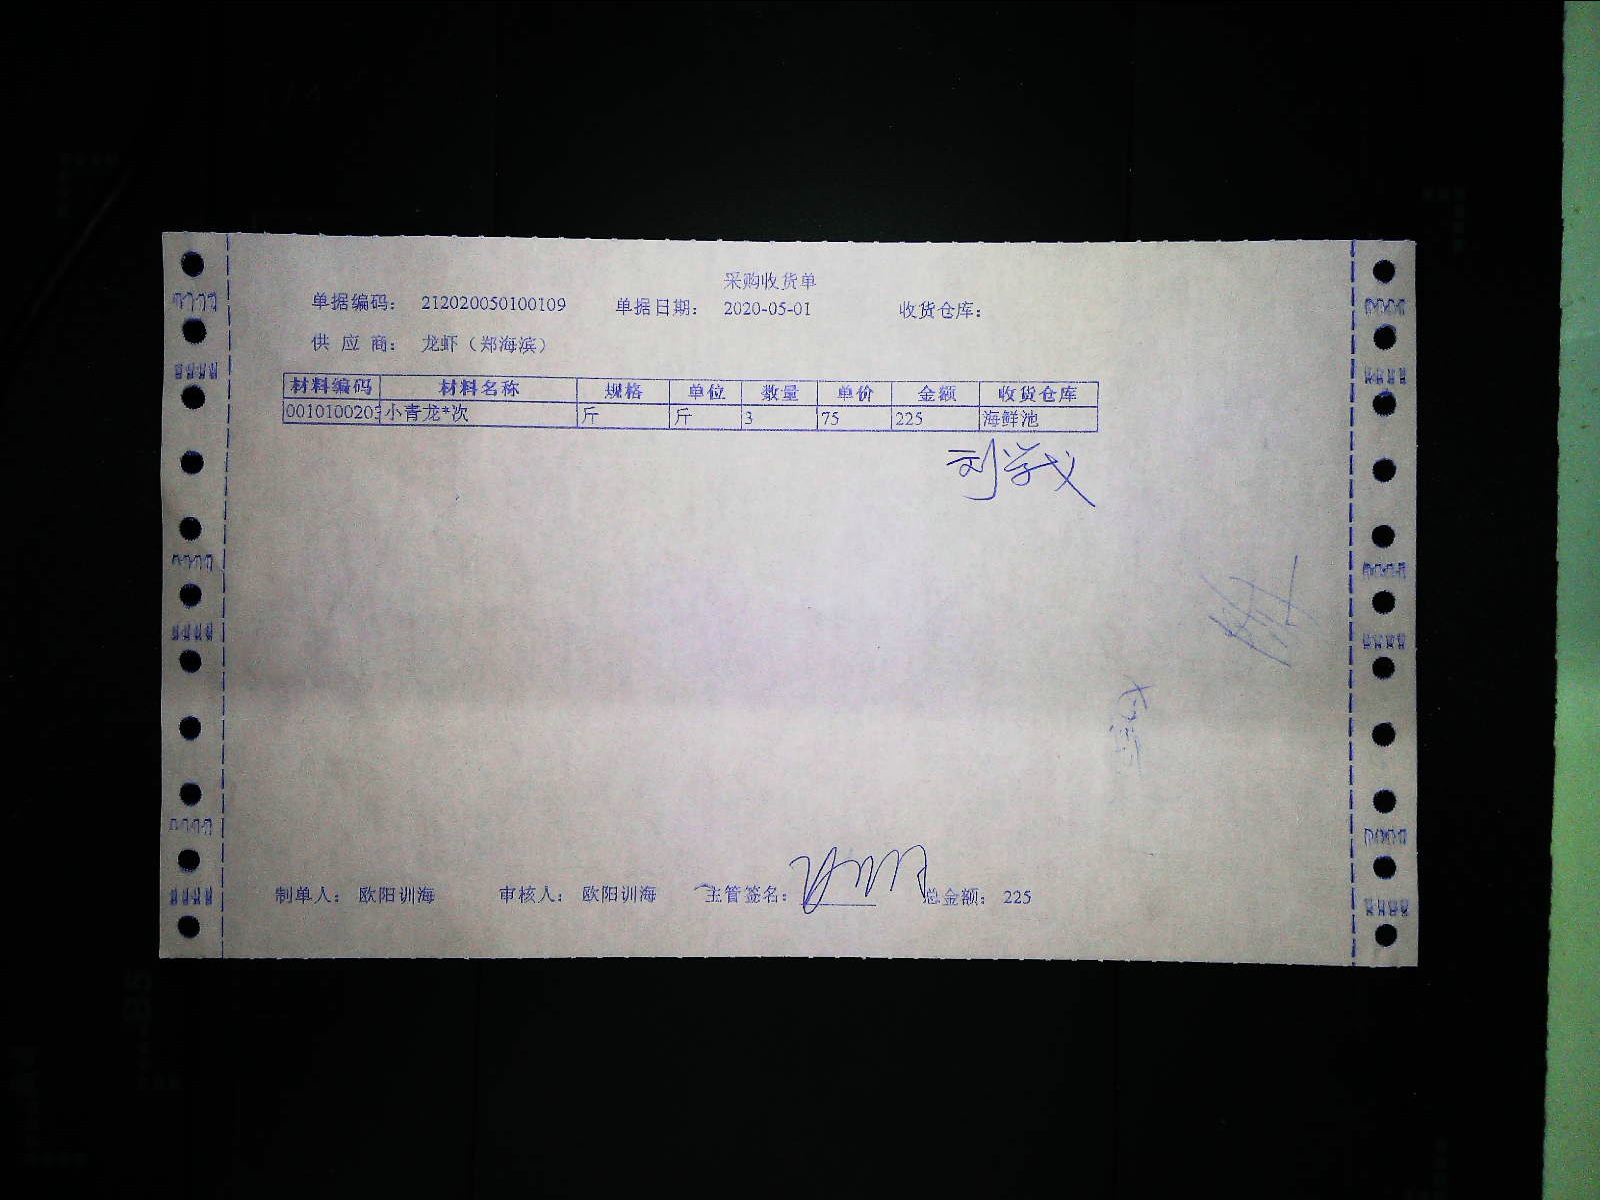 采购收货单
单据编码: 212020050100109 单据日期: 2020-05-01 收货仓库:
供应商: 龙虾（郑海滨）
材料编码 材料名称 规格 单位 数量 单价 金额 收货仓库
0010100205 小青龙*次 斤 斤 3 75 225 海鲜池
制单人: 欧阳训海 审核人: 欧阳训海 主管签名: 总金额: 225